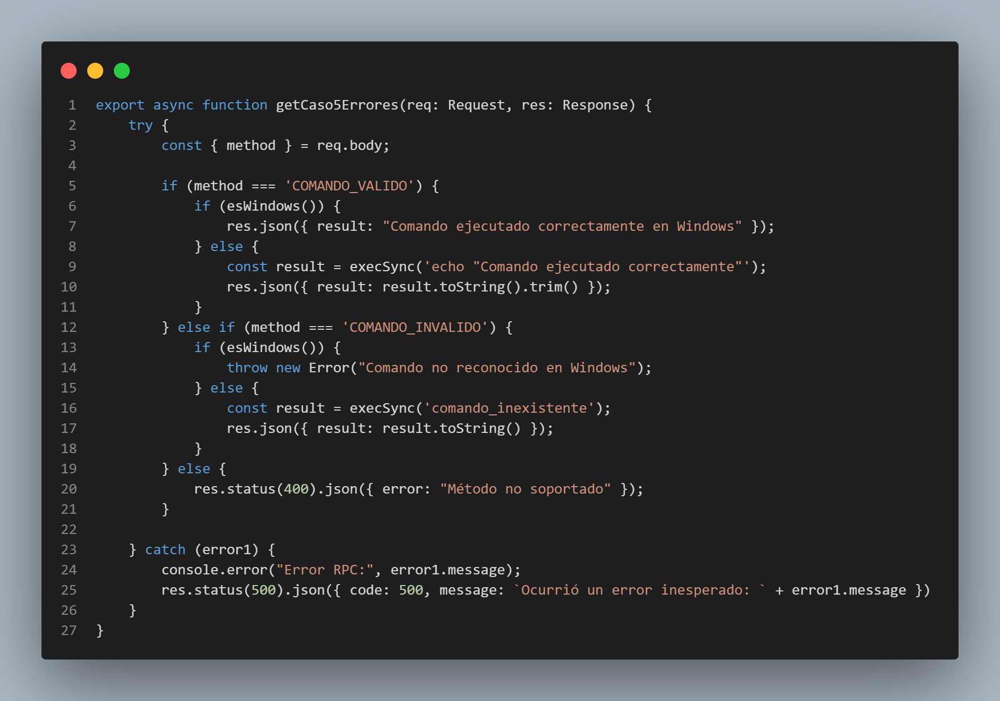 1 export async function getCaso5Errores(req: Request, res: Response) {
2     try {
3         const { method } = req.body;
4
5         if (method === 'COMANDO_VALIDO') {
6             if (esWindows()) {
7                 res.json({ result: "Comando ejecutado correctamente en Windows" });
8             } else {
9                 const result = execSync('echo "Comando ejecutado correctamente"');
10                 res.json({ result: result.toString().trim() });
11             }
12         } else if (method === 'COMANDO_INVALIDO') {
13             if (esWindows()) {
14                 throw new Error("Comando no reconocido en Windows");
15             } else {
16                 const result = execSync('comando_inexistente');
17                 res.json({ result: result.toString() });
18             }
19         } else {
20             res.status(400).json({ error: "Método no soportado" });
21         }
22
23     } catch (error1) {
24         console.error("Error RPC:", error1.message);
25         res.status(500).json({ code: 500, message: `Ocurrió un error inesperado: ` + error1.message })
26     }
27 }